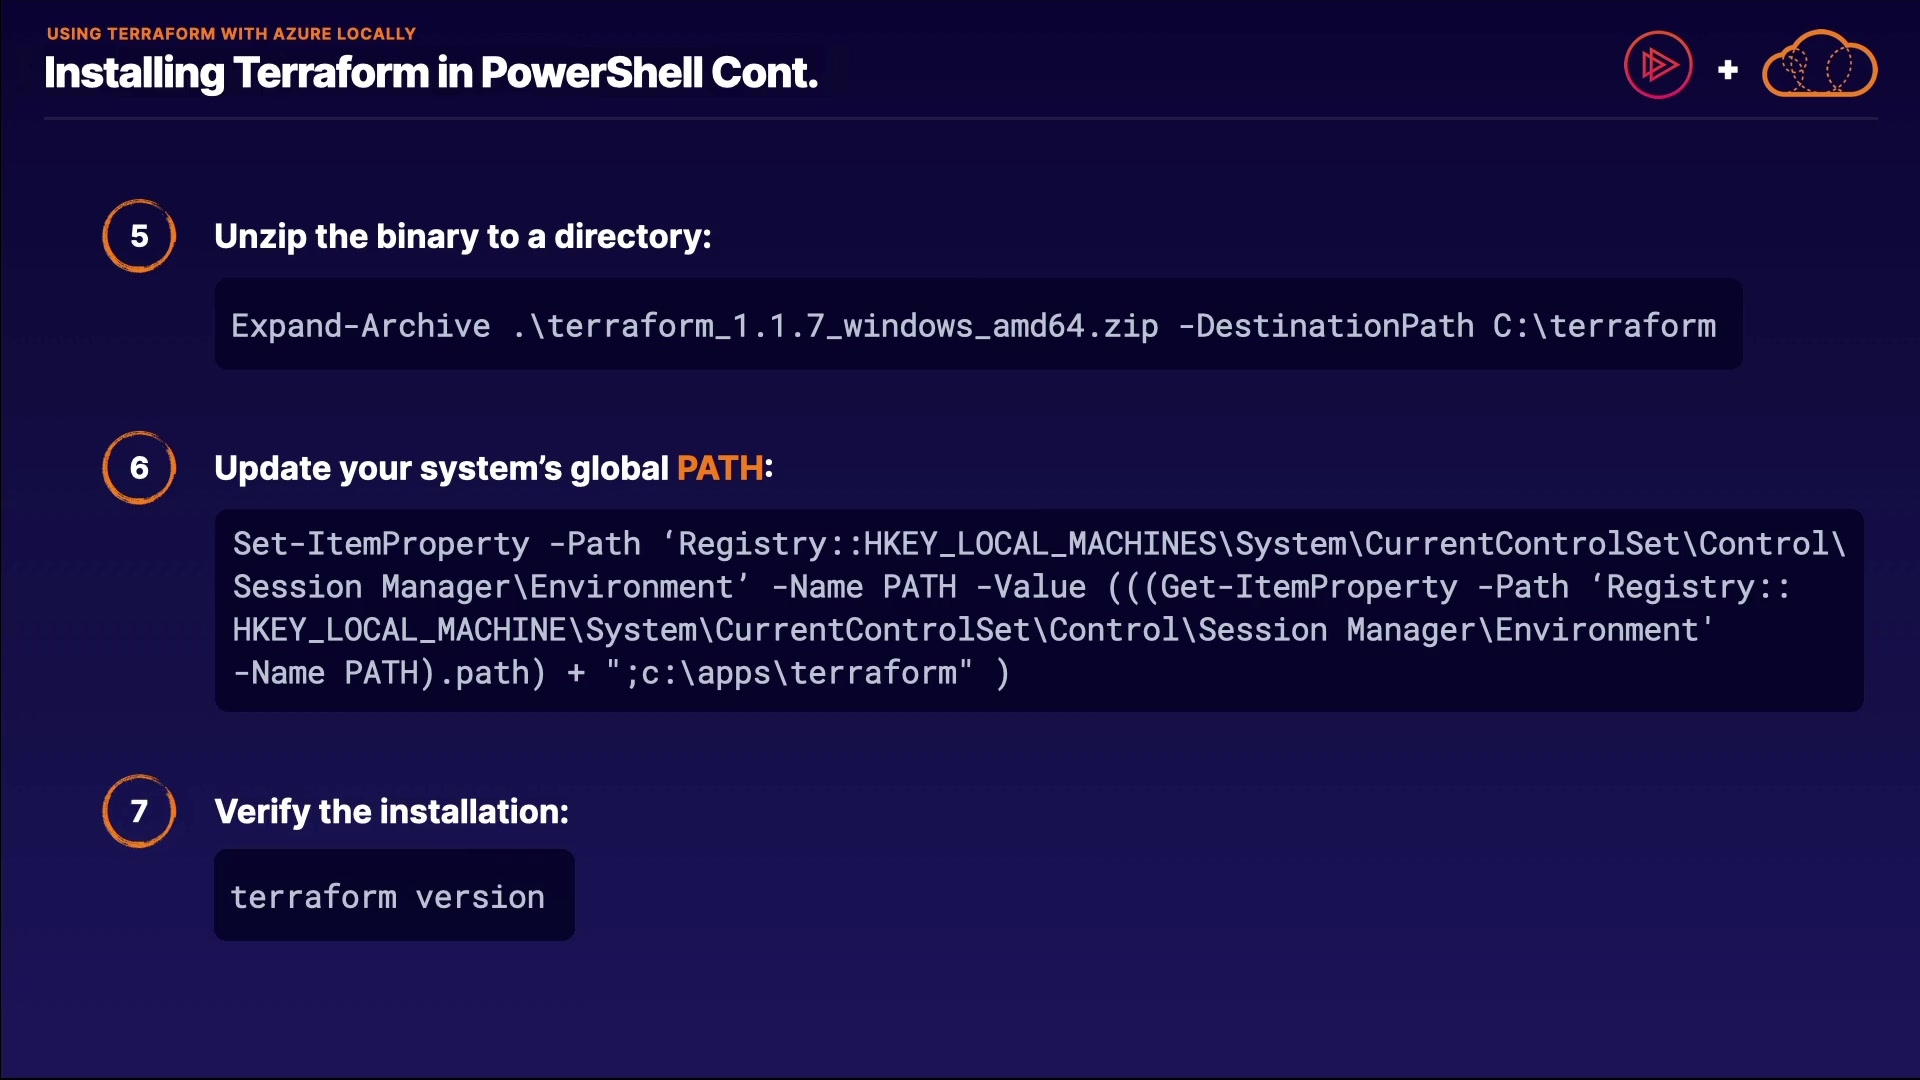 USING TERRAFORM WITH AZURE LOCALLY
Installing Terraform in PowerShell Cont.
+
5
Unzip the binary to a directory:
Expand-Archive .\terraform_1.1.7_windows_amd64.zip -DestinationPath C:\terraform
6
Update your system’s global PATH:
Set-ItemProperty -Path ‘Registry::HKEY_LOCAL_MACHINES\System\CurrentControlSet\Control\
Session Manager\Environment’ -Name PATH -Value (((Get-ItemProperty -Path ‘Registry::
HKEY_LOCAL_MACHINE\System\CurrentControlSet\Control\Session Manager\Environment'
-Name PATH).path) + ";c:\apps\terraform" )
7
Verify the installation:
terraform version